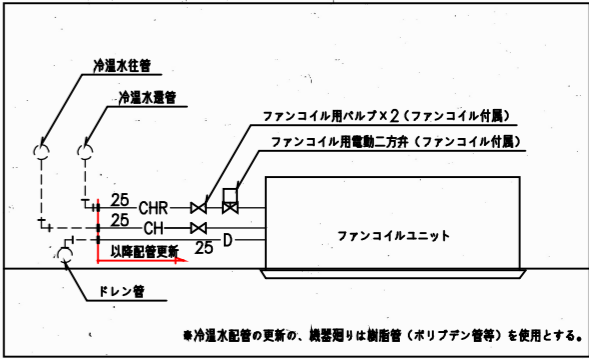 冷温水往管
冷温水還管
ファンコイル用バルブ×2（ファンコイル付属）
ファンコイル用電動二方弁（ファンコイル付属）
25 CHR
25 CH
25 D
以降配管更新
ファンコイルユニット
ドレン管
※冷温水配管の更新の、機器廻りは樹脂管（ポリブデン管等）を使用とする。